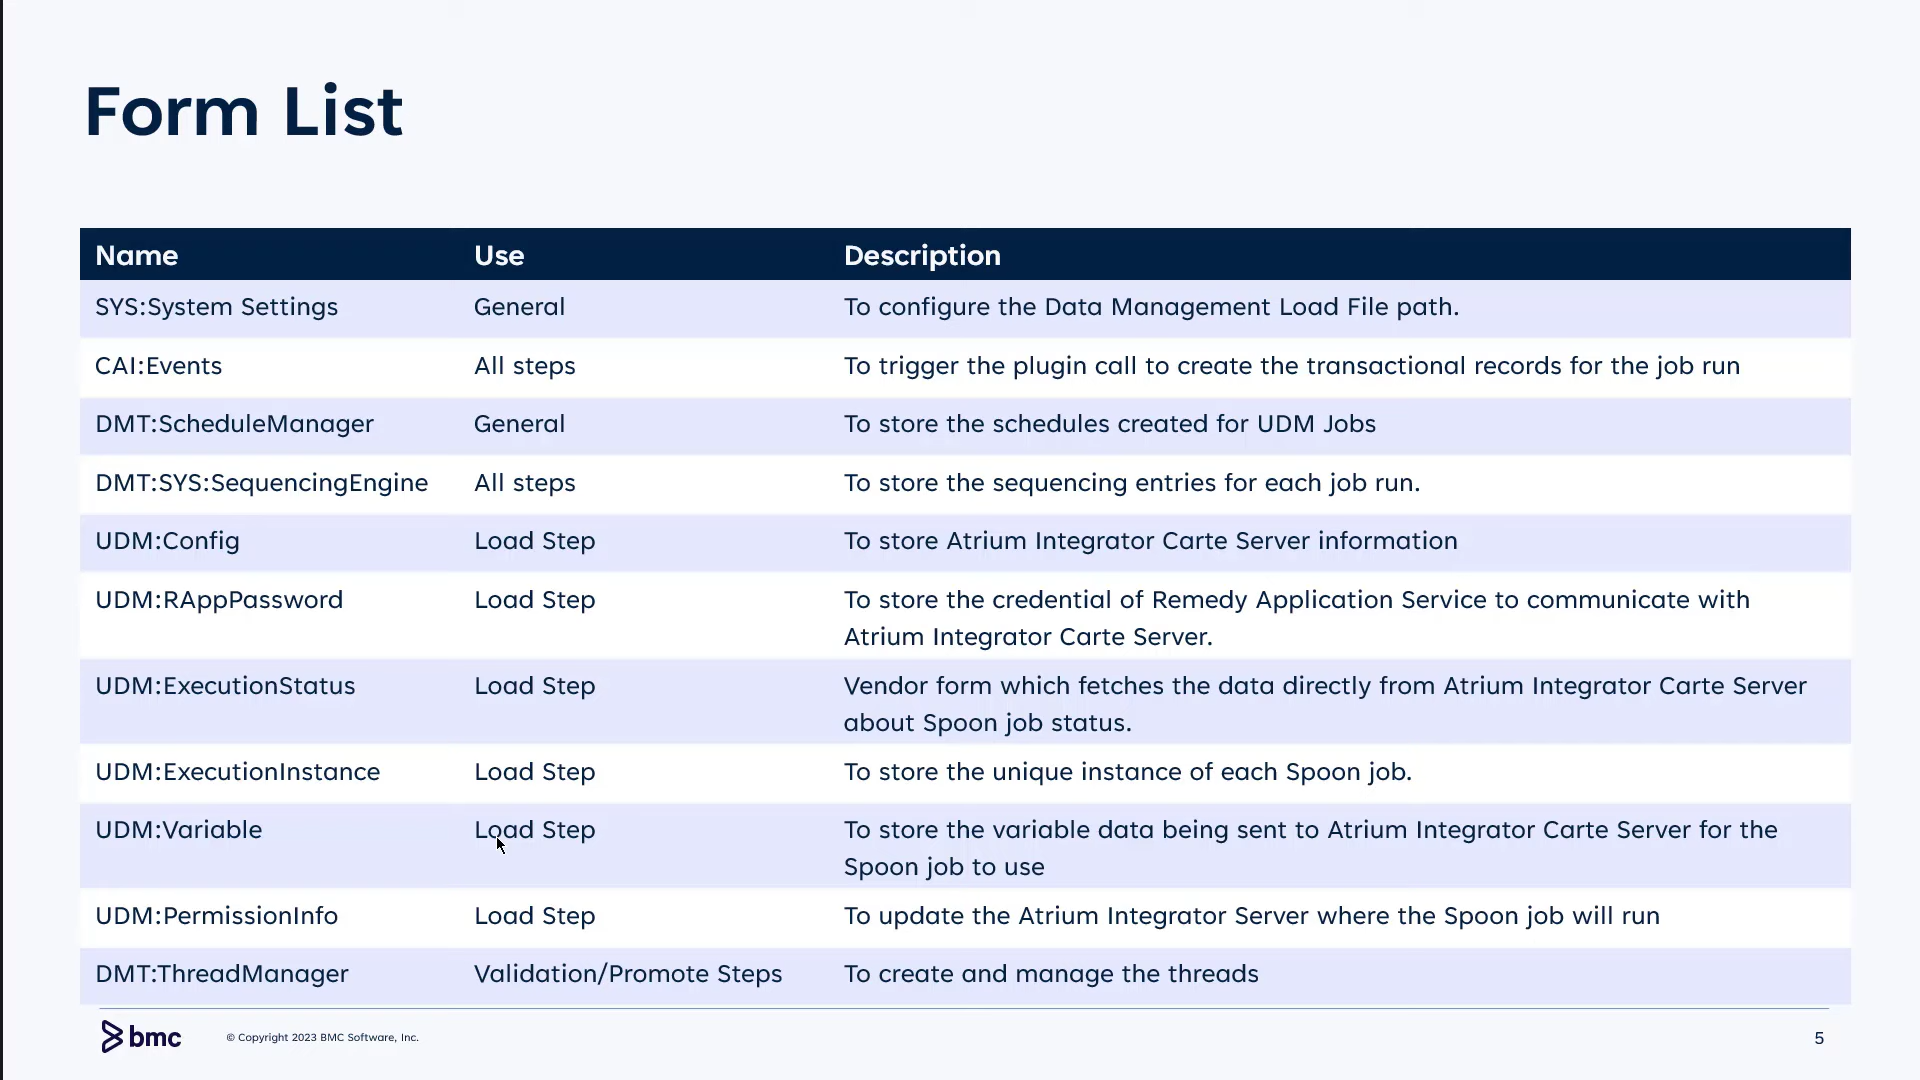 Form List
Name Use Description
SYS:System Settings General To configure the Data Management Load File path.
CAI:Events All steps To trigger the plugin call to create the transactional records for the job run
DMT:ScheduleManager General To store the schedules created for UDM Jobs
DMT:SYS:SequencingEngine All steps To store the sequencing entries for each job run.
UDM:Config Load Step To store Atrium Integrator Carte Server information
UDM:RAppPassword Load Step To store the credential of Remedy Application Service to communicate with
Atrium Integrator Carte Server.
UDM:ExecutionStatus Load Step Vendor form which fetches the data directly from Atrium Integrator Carte Server
about Spoon job status.
UDM:ExecutionInstance Load Step To store the unique instance of each Spoon job.
UDM:Variable Load Step To store the variable data being sent to Atrium Integrator Carte Server for the
Spoon job to use
UDM:PermissionInfo Load Step To update the Atrium Integrator Server where the Spoon job will run
DMT:ThreadManager Validation/Promote Steps To create and manage the threads
bmc © Copyright 2023 BMC Software, Inc. 5